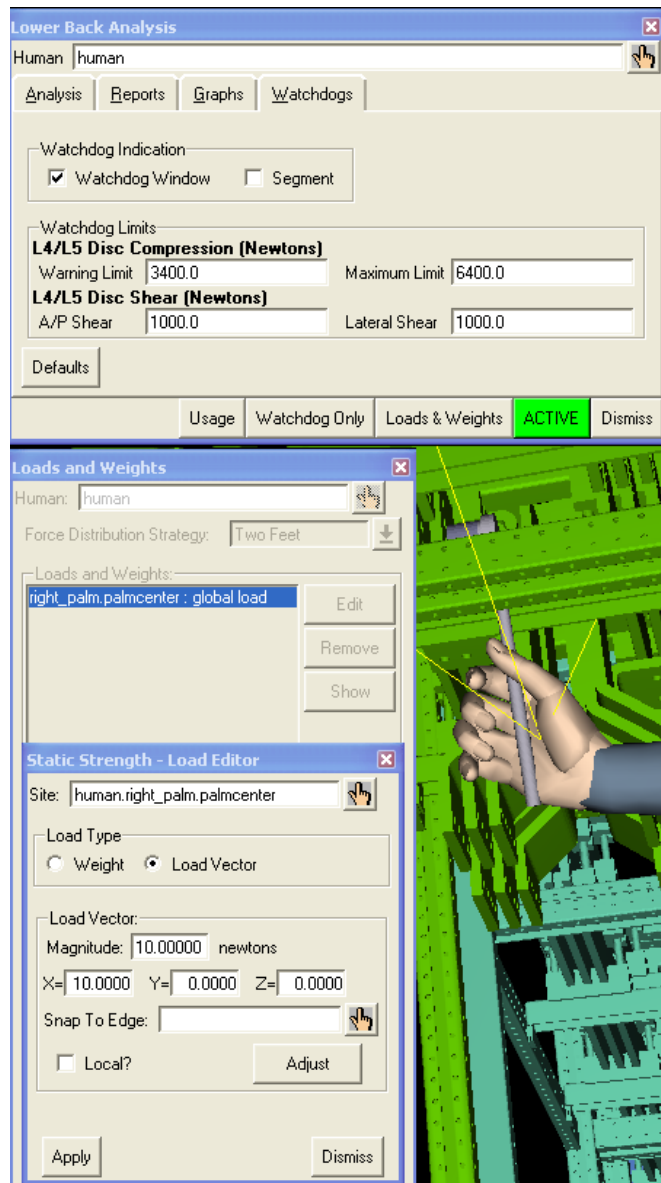 Lower Back Analysis
Human human
Analysis Reports Graphs Watchdogs
Watchdog Indication
Watchdog Window Segment
Watchdog Limits
L4/L5 Disc Compression (Newtons)
Warning Limit 3400.0 Maximum Limit 6400.0
L4/L5 Disc Shear (Newtons)
A/P Shear 1000.0 Lateral Shear 1000.0
Defaults
Usage Watchdog Only Loads & Weights ACTIVE Dismiss
Loads and Weights
Human: human
Force Distribution Strategy: Two Feet
Loads and Weights:
right_palm.palmcenter : global load Edit
Remove
Show
Static Strength - Load Editor
Site: human.right_palm.palmcenter
Load Type
Weight Load Vector
Load Vector:
Magnitude: 10.00000 newtons
X= 10.0000 Y= 0.0000 Z= 0.0000
Snap To Edge:
Local? Adjust
Apply Dismiss